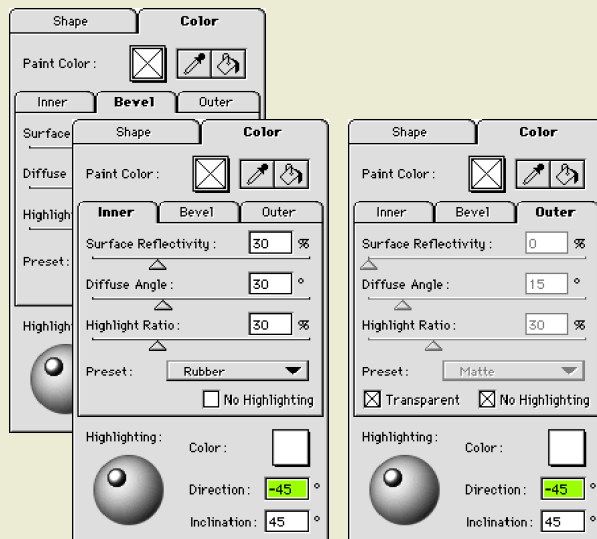 Shape Color
Paint Color:
Inner Bevel Outer
Surface
Diffuse
Highligh
Preset:
Highligh
Shape Color
Paint Color:
Inner Bevel Outer
Surface Reflectivity: 30 %
Diffuse Angle: 30 °
Highlight Ratio: 30 %
Preset: Rubber
No Highlighting
Highlighting:
Color:
Direction: -45 °
Inclination: 45 °
Shape Color
Paint Color:
Inner Bevel Outer
Surface Reflectivity: 0 %
Diffuse Angle: 15 °
Highlight Ratio: 30 %
Preset: Matte
Transparent No Highlighting
Highlighting:
Color:
Direction: -45 °
Inclination: 45 °